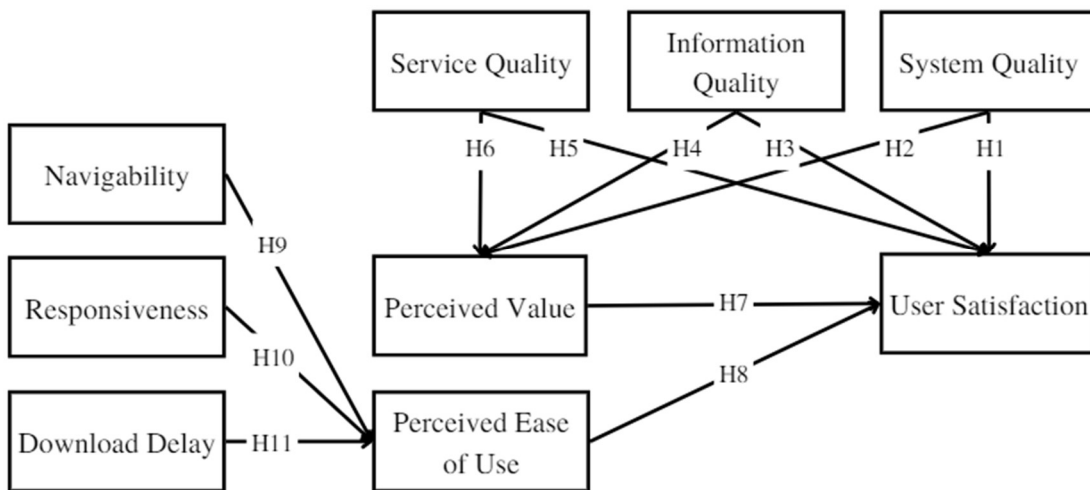 Service Quality
Information
Quality
System Quality
H6
H5
H4
H3
H2
H1
Navigability
H9
Responsiveness
Perceived Value
H7
User Satisfaction
H10
H8
Download Delay
H11
Perceived Ease
of Use